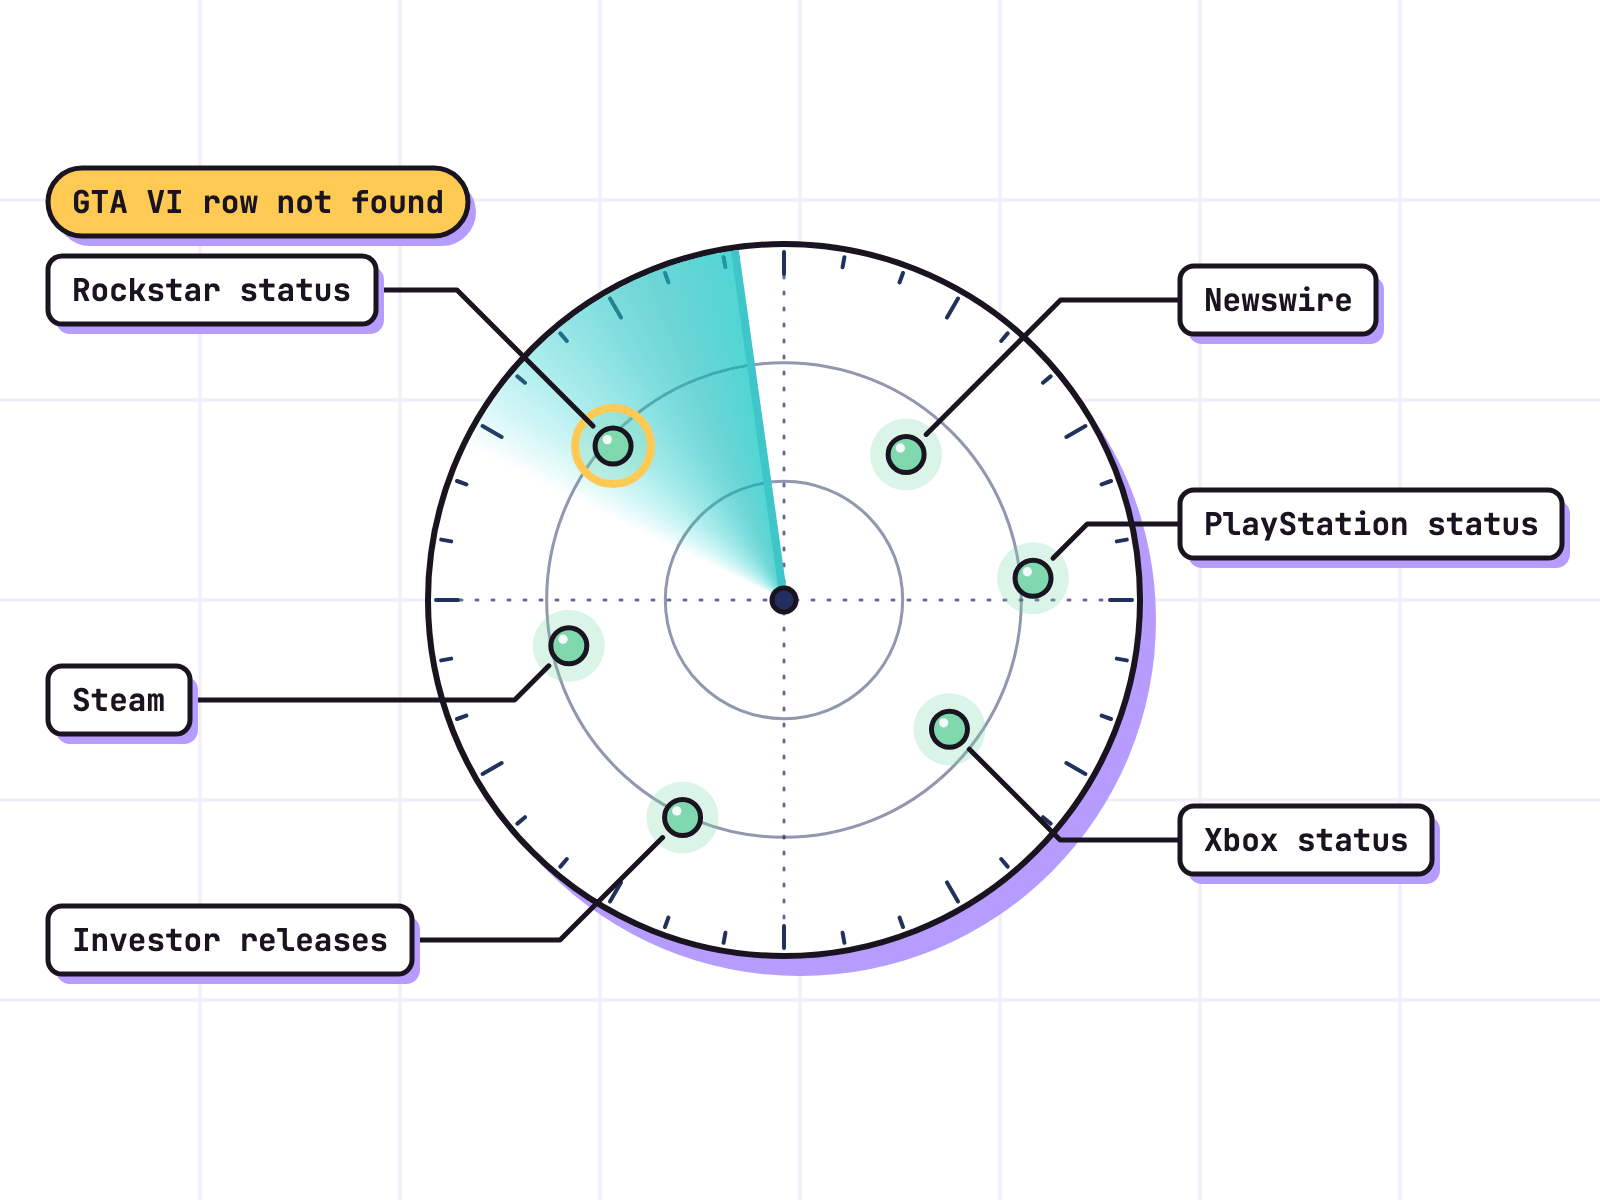 GTA VI row not found
Rockstar status
Newswire
PlayStation status
Steam
Xbox status
Investor releases